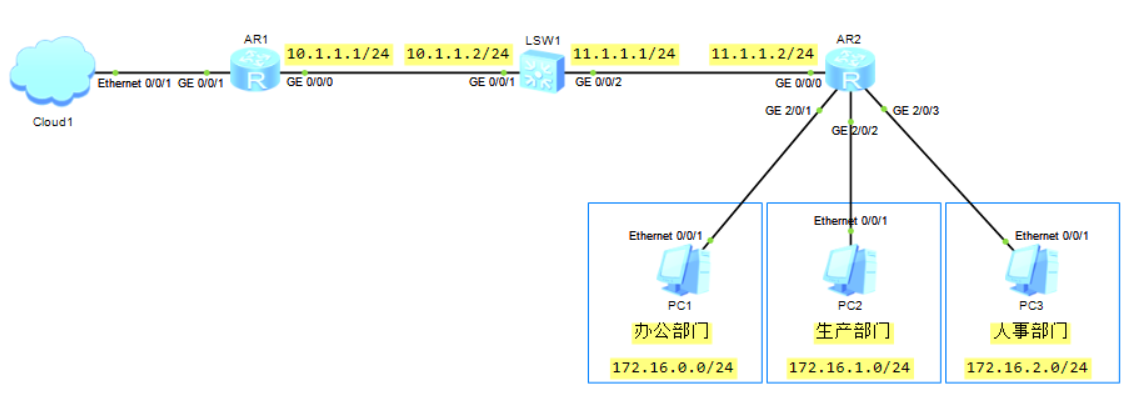 AR1
LSW1
AR2
10.1.1.1/24
10.1.1.2/24
11.1.1.1/24
11.1.1.2/24
Ethernet 0/0/1
GE 0/0/1
GE 0/0/0
GE 0/0/1
GE 0/0/2
GE 0/0/0
R
R
Cloud1
GE 2/0/1
GE 2/0/2
GE 2/0/3
Ethernet 0/0/1
Ethernet 0/0/1
Ethernet 0/0/1
PC1
PC2
PC3
办公部门
生产部门
人事部门
172.16.0.0/24
172.16.1.0/24
172.16.2.0/24